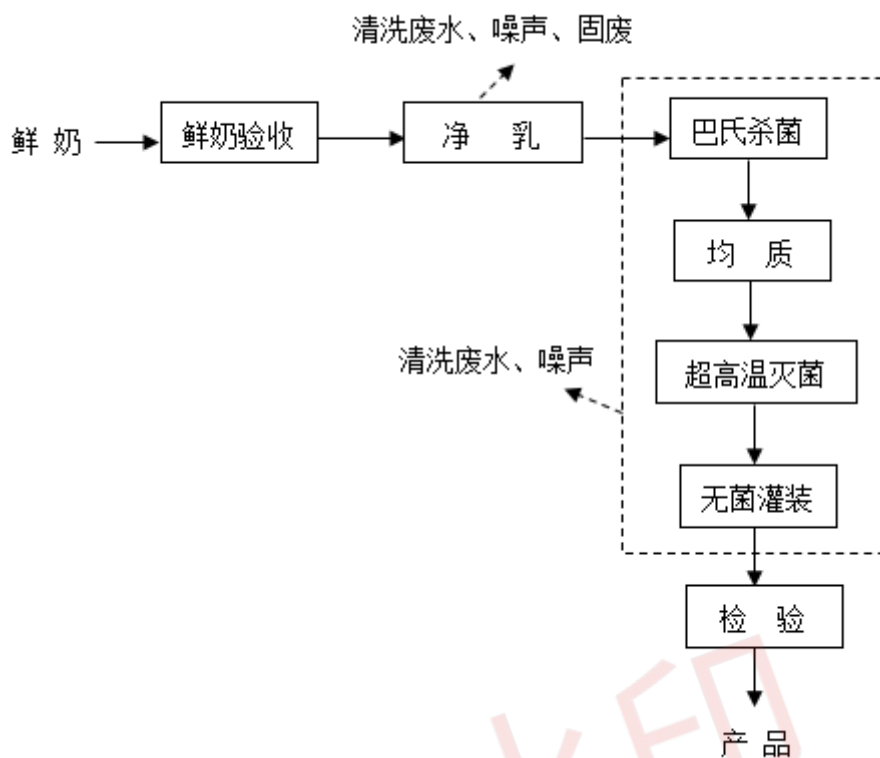 清洗废水、噪声、固废
鲜 奶
鲜奶验收
净 乳
巴氏杀菌
均 质
超高温灭菌
清洗废水、噪声
无菌灌装
检 验
产 品
水印